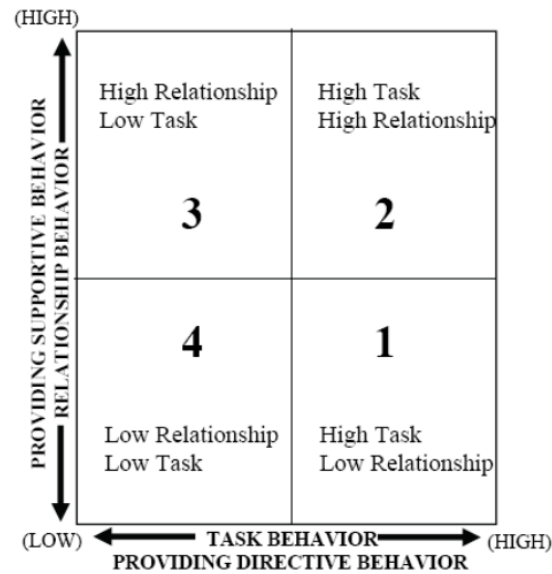 (HIGH)
High Relationship
Low Task
3
High Task
High Relationship
2
4
Low Relationship
Low Task
1
High Task
Low Relationship
PROVIDING SUPPORTIVE BEHAVIOR
RELATIONSHIP BEHAVIOR
(LOW)
TASK BEHAVIOR
(HIGH)
PROVIDING DIRECTIVE BEHAVIOR